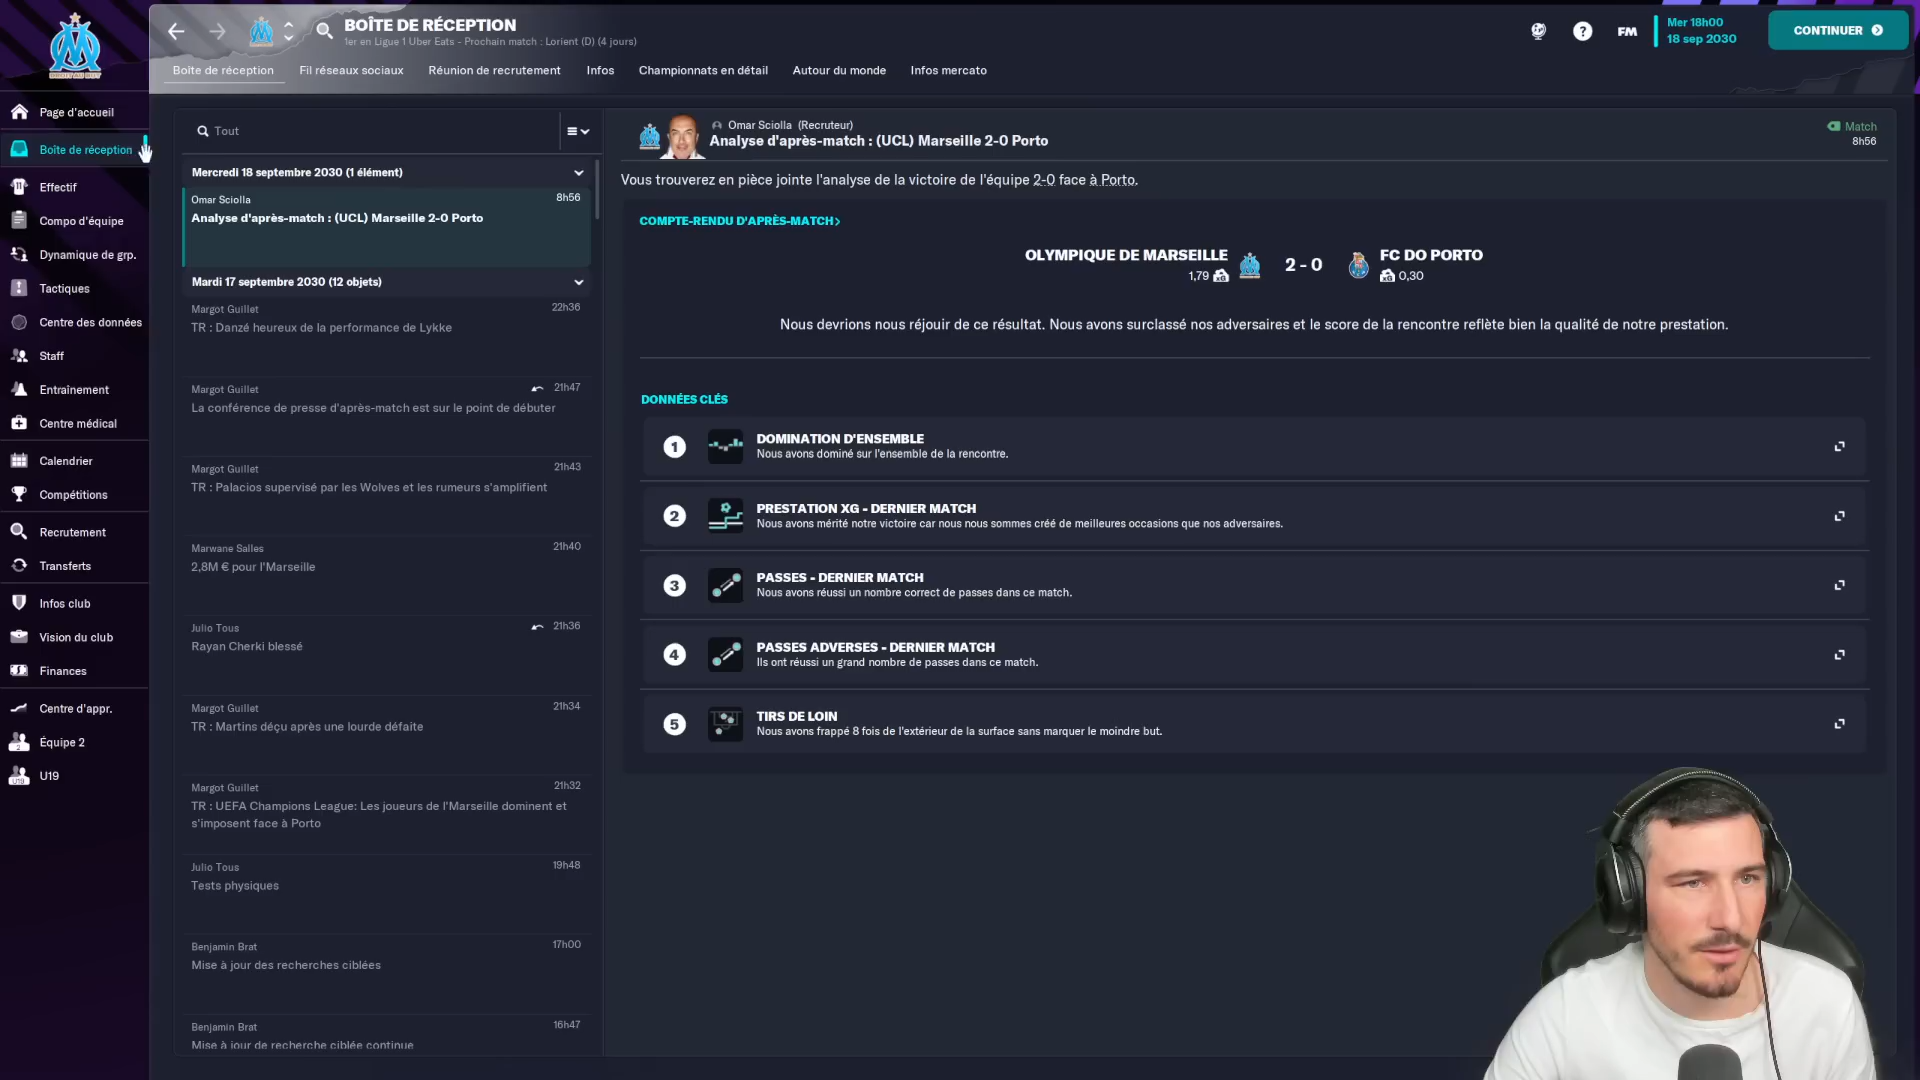 BOÎTE DE RÉCEPTION
1er en Ligue 1 Uber Eats - Prochain match : Lorient (D) (4 jours)
FM
Mer 18h00
18 sep 2030
CONTINUER
Boîte de réception
Fil réseaux sociaux
Réunion de recrutement
Infos
Championnats en détail
Autour du monde
Infos mercato
Page d'accueil
Boîte de réception
Effectif
Compo d'équipe
Dynamique de grp.
Tactiques
Centre des données
Staff
Entraînement
Centre médical
Calendrier
Compétitions
Recrutement
Transferts
Infos club
Vision du club
Finances
Centre d'appr.
Équipe 2
U19
Tout
Mercredi 18 septembre 2030 (1 élément)
Omar Sciolla
8h56
Analyse d'après-match : (UCL) Marseille 2-0 Porto
Mardi 17 septembre 2030 (12 objets)
Margot Guillet
22h36
TR : Danzé heureux de la performance de Lykke
Margot Guillet
21h47
La conférence de presse d'après-match est sur le point de débuter
Margot Guillet
21h43
TR : Palacios supervisé par les Wolves et les rumeurs s'amplifient
Marwane Salles
21h40
2,8M € pour l'Marseille
Julio Tous
21h36
Rayan Cherki blessé
Margot Guillet
21h34
TR : Martins déçu après une lourde défaite
Margot Guillet
21h32
TR : UEFA Champions League: Les joueurs de l'Marseille dominent et
s'imposent face à Porto
Julio Tous
19h48
Tests physiques
Benjamin Brat
17h00
Mise à jour des recherches ciblées
Benjamin Brat
16h47
Mise à jour de recherche ciblée continue
Omar Sciolla (Recruteur)
Analyse d'après-match : (UCL) Marseille 2-0 Porto
Match
8h56
Vous trouverez en pièce jointe l'analyse de la victoire de l'équipe 2-0 face à Porto.
COMPTE-RENDU D'APRÈS-MATCH>
OLYMPIQUE DE MARSEILLE
1,79
2 - 0
FC DO PORTO
0,30
Nous devrions nous réjouir de ce résultat. Nous avons surclassé nos adversaires et le score de la rencontre reflète bien la qualité de notre prestation.
DONNÉES CLÉS
1
DOMINATION D'ENSEMBLE
Nous avons dominé sur l'ensemble de la rencontre.
2
PRESTATION XG - DERNIER MATCH
Nous avons mérité notre victoire car nous nous sommes créé de meilleures occasions que nos adversaires.
3
PASSES - DERNIER MATCH
Nous avons réussi un nombre correct de passes dans ce match.
4
PASSES ADVERSES - DERNIER MATCH
Ils ont réussi un grand nombre de passes dans ce match.
5
TIRS DE LOIN
Nous avons frappé 8 fois de l'extérieur de la surface sans marquer le moindre but.